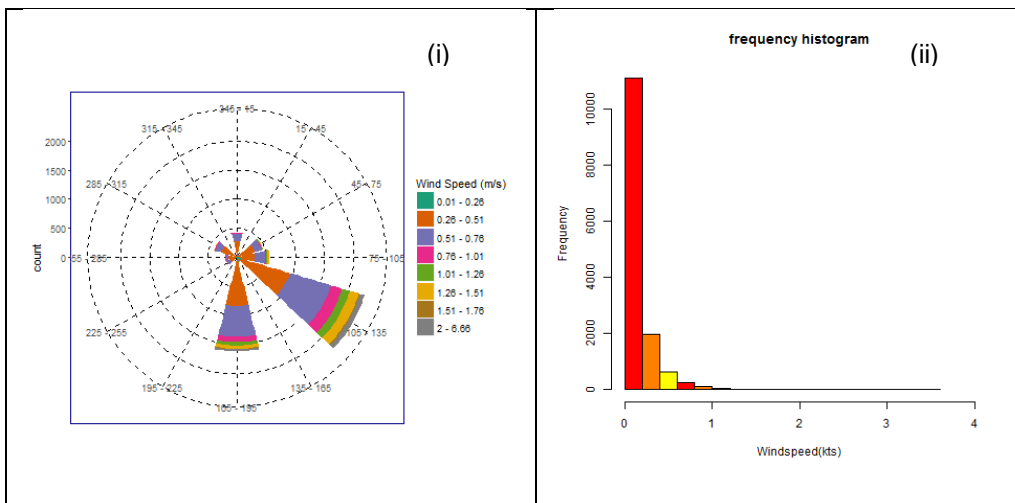 (i)
345 - 15
315 - 345
15 - 45
285 - 315
45 - 75
255 - 285
75 - 105
225 - 255
105 - 135
195 - 225
135 - 165
165 - 195
2000
1500
1000
500
0
count
Wind Speed (m/s)
0.01 - 0.26
0.26 - 0.51
0.51 - 0.76
0.76 - 1.01
1.01 - 1.26
1.26 - 1.51
1.51 - 1.76
2 - 6.66
frequency histogram
(ii)
Frequency
10000
8000
6000
4000
2000
0
0 1 2 3 4
Windspeed(kts)